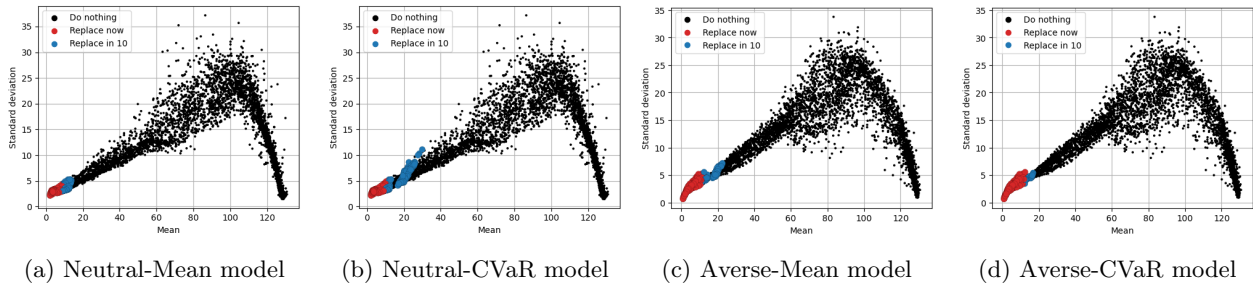 Do nothing
Replace now
Replace in 10
35
30
25
20
15
10
5
0
Standard deviation
0 20 40 60 80 100 120
Mean
(a) Neutral-Mean model
Do nothing
Replace now
Replace in 10
35
30
25
20
15
10
5
0
Standard deviation
0 20 40 60 80 100 120
Mean
(b) Neutral-CVaR model
Do nothing
Replace now
Replace in 10
35
30
25
20
15
10
5
Standard deviation
0 20 40 60 80 100 120
Mean
(c) Averse-Mean model
Do nothing
Replace now
Replace in 10
35
30
25
20
15
10
5
Standard deviation
0 20 40 60 80 100 120
Mean
(d) Averse-CVaR model